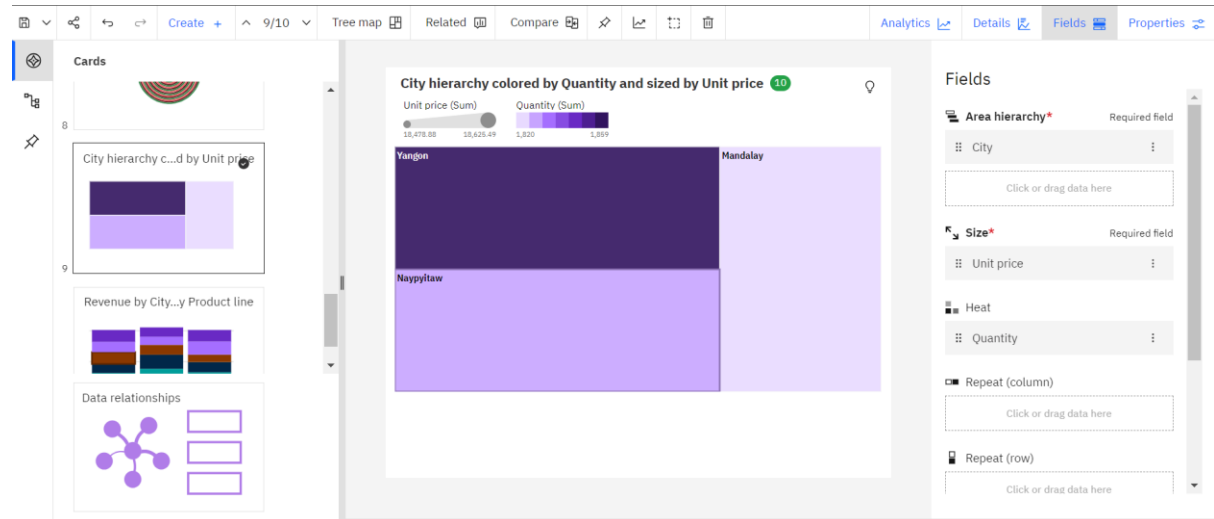 Create +
9/10
Tree map
Related
Compare
Analytics
Details
Fields
Properties
Cards
8
City hierarchy c...d by Unit price
9
Revenue by City...y Product line
Data relationships
City hierarchy colored by Quantity and sized by Unit price 10
Unit price (Sum)
18,478.88 18,625.49
Quantity (Sum)
1,820 1,859
Yangon
Mandalay
Naypyitaw
Fields
Area hierarchy* Required field
City
Click or drag data here
Size* Required field
Unit price
Heat
Quantity
Repeat (column)
Click or drag data here
Repeat (row)
Click or drag data here